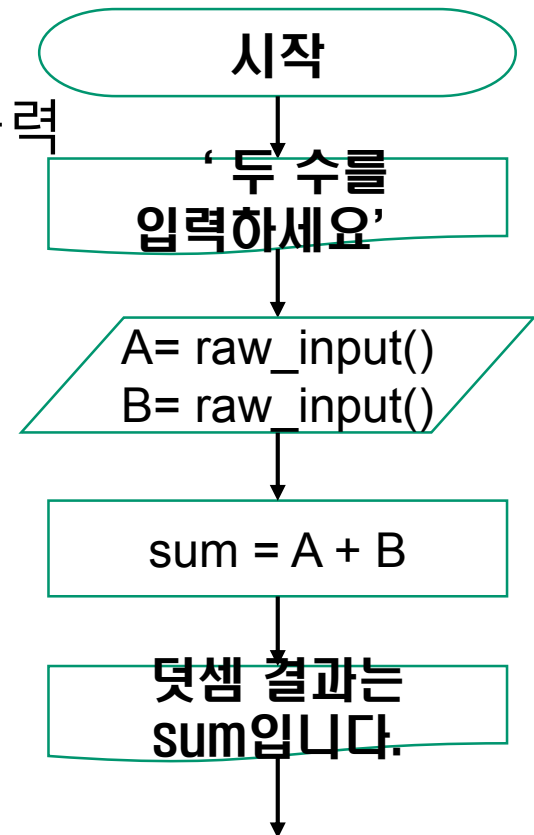 시작
력
‘ 두 수를
입력하세요’
A= raw_input()
B= raw_input()
sum = A + B
덧셈 결과는
sum입니다.